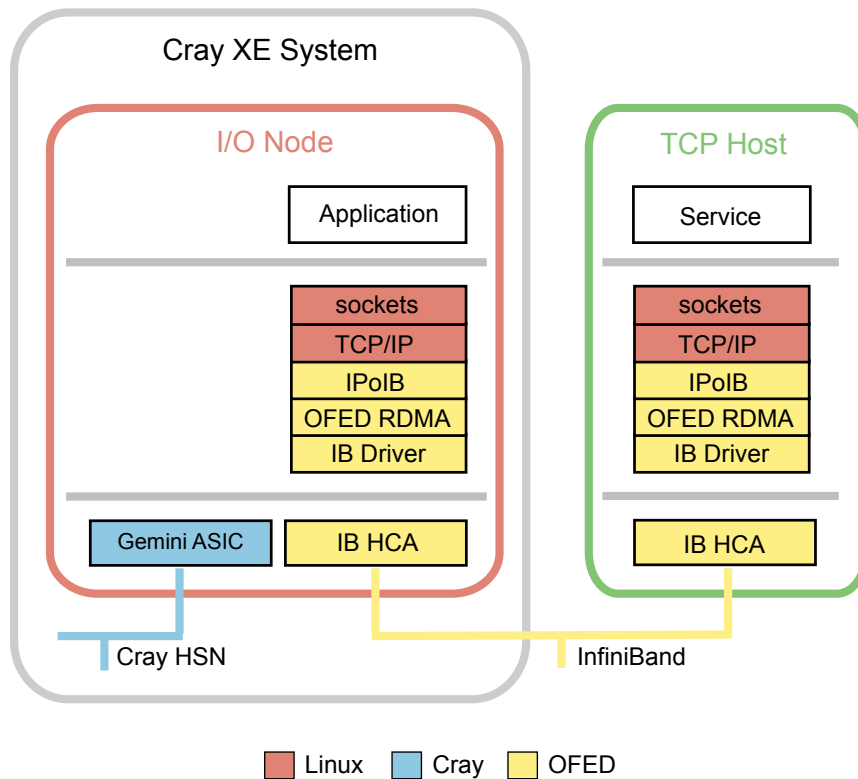 Cray XE System
I/O Node
TCP Host
Application
Service
sockets
sockets
TCP/IP
TCP/IP
IPoIB
IPoIB
OFED RDMA
OFED RDMA
IB Driver
IB Driver
Gemini ASIC
IB HCA
IB HCA
Cray HSN
InfiniBand
Linux
Cray
OFED